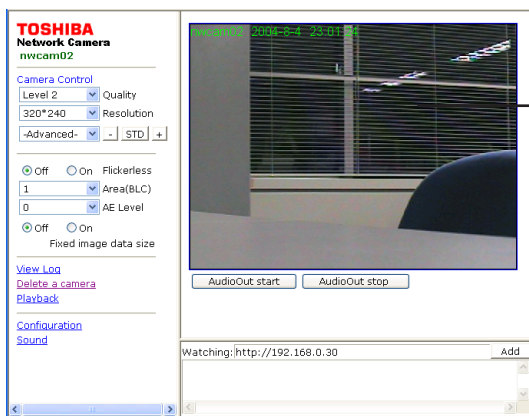 TOSHIBA
Network Camera
nwcam02
Camera Control
Level 2 Quality
320*240 Resolution
-Advanced- - STD +
Off On Flickerless
1 Area(BLC)
0 AE Level
Off On
Fixed image data size
View Log
Delete a camera
Playback
Configuration
Sound
nwcam02 2004-8-4 23:01:54
AudioOut start AudioOut stop
Watching: http://192.168.0.30 Add